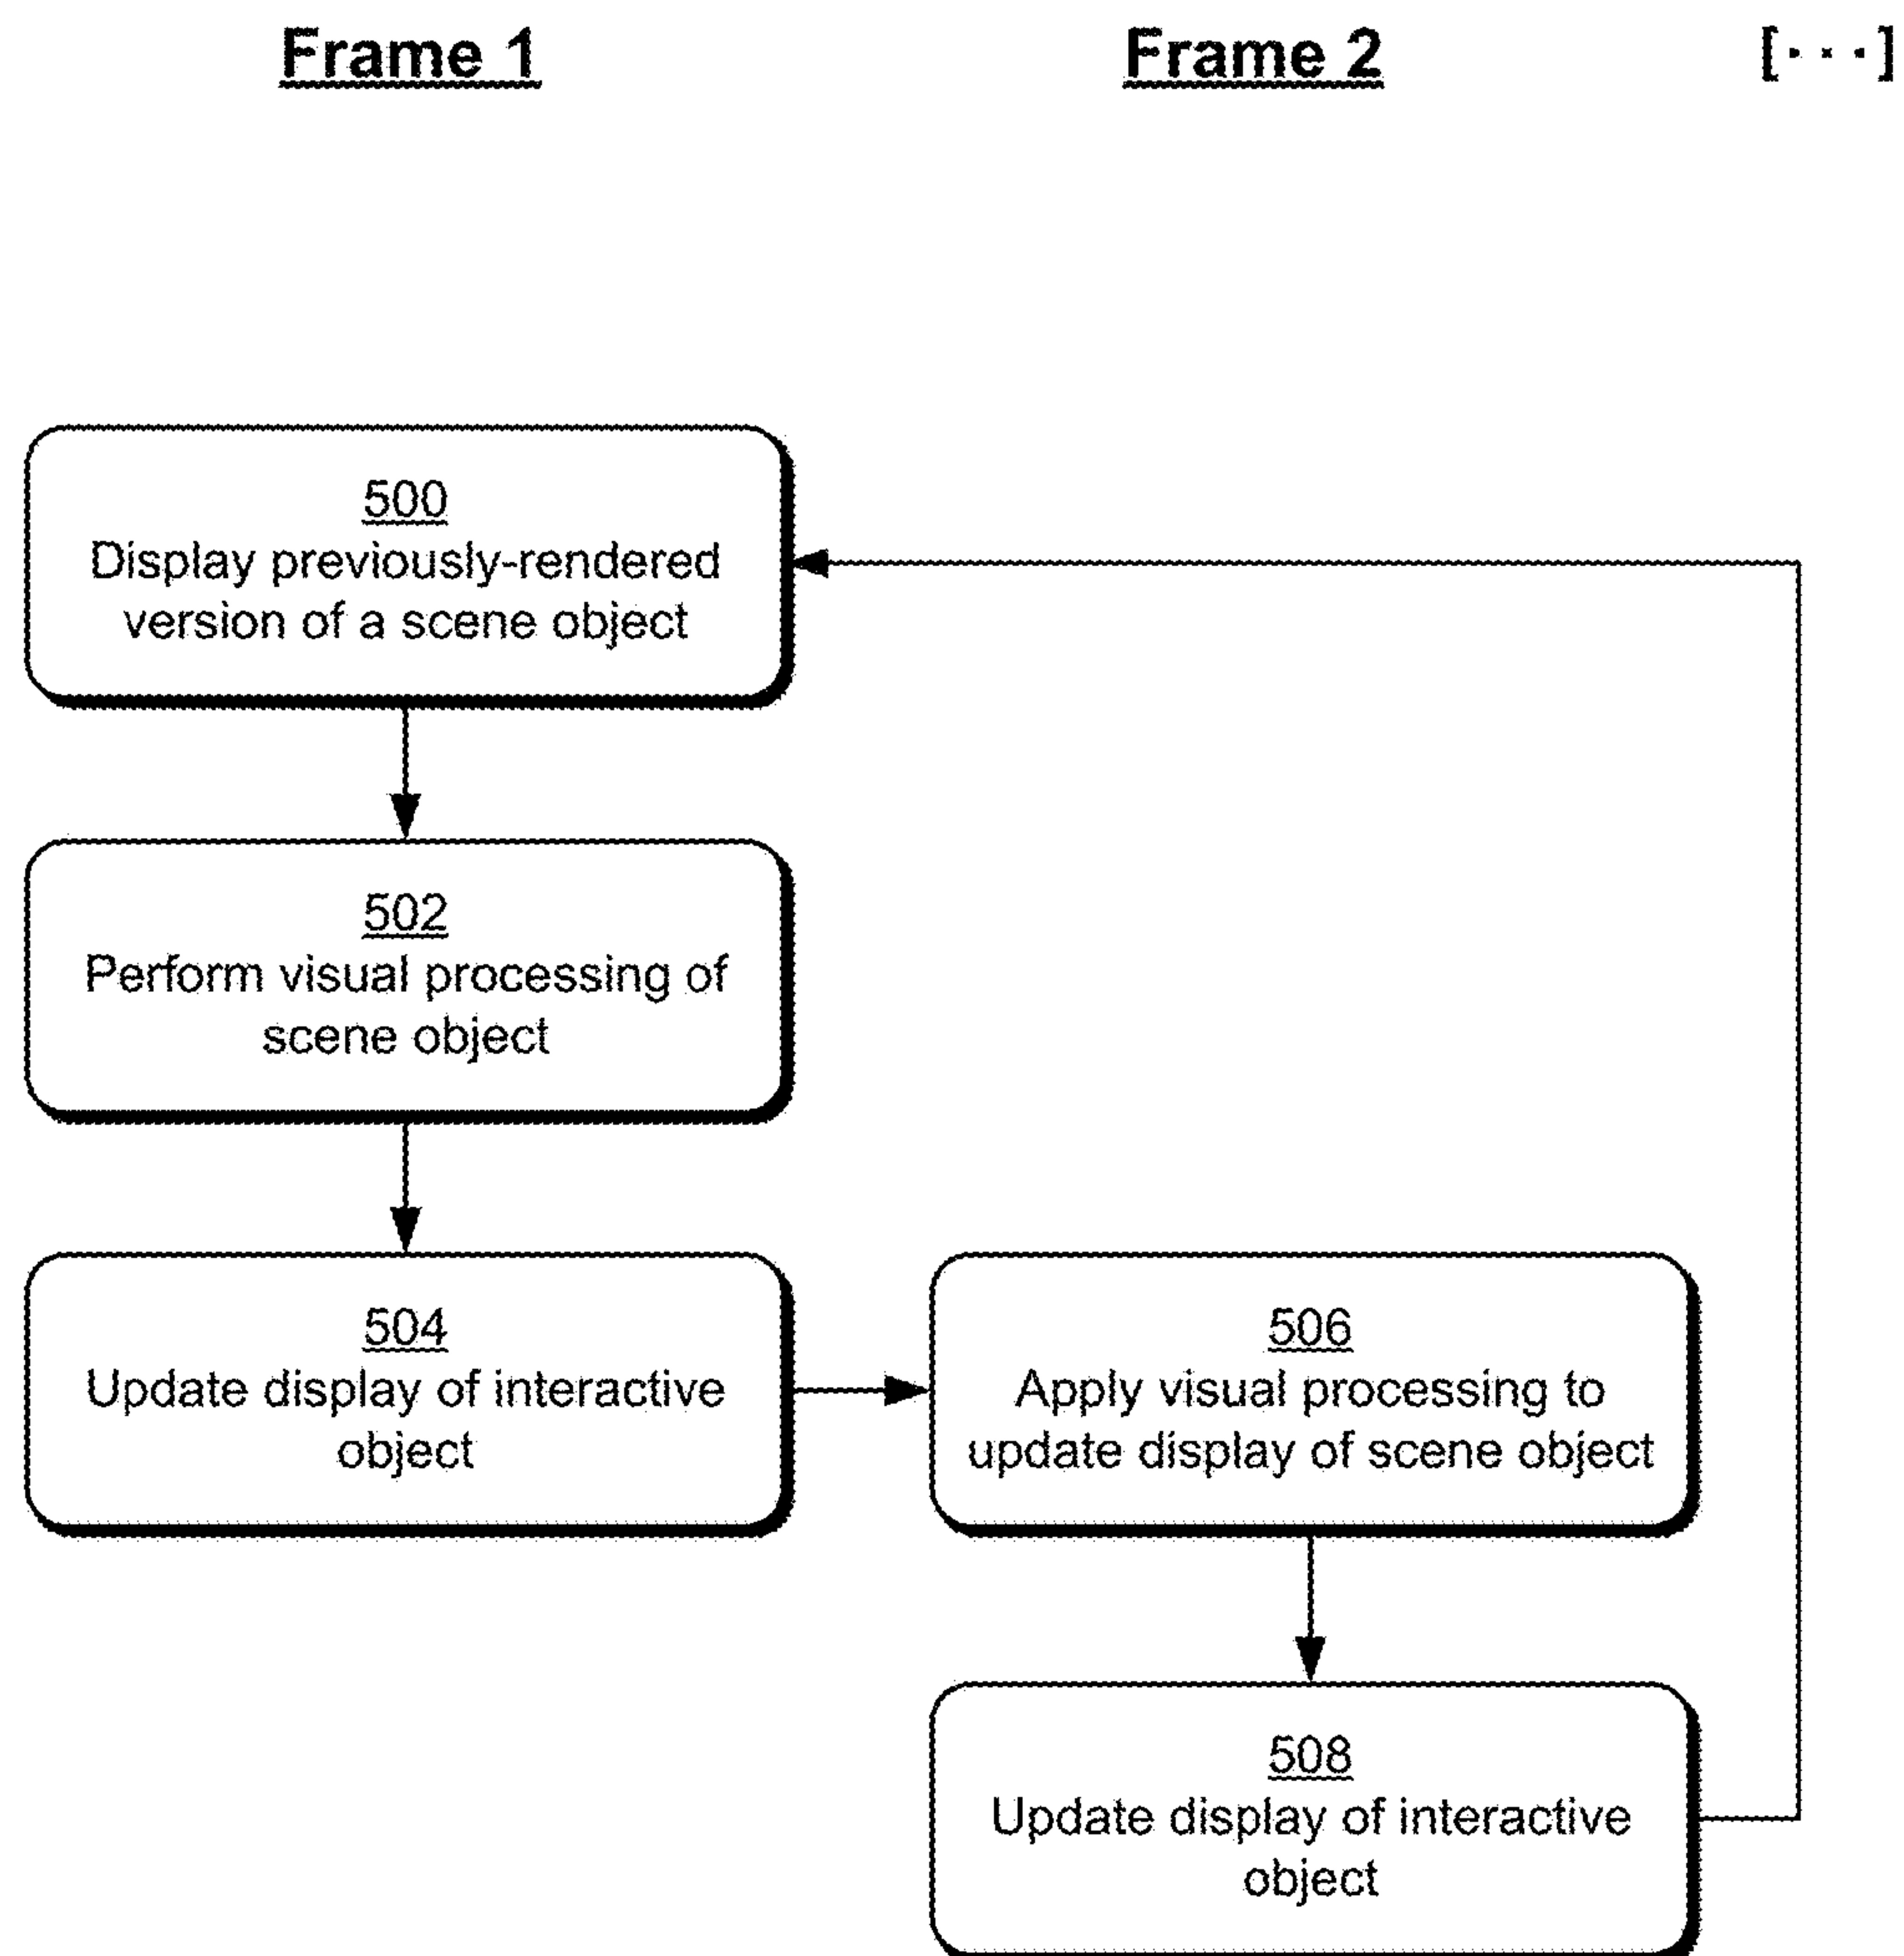 Frame 1
Frame 2
[· · ·]
500
Display previously-rendered
version of a scene object
502
Perform visual processing of
scene object
504
Update display of interactive
object
506
Apply visual processing to
update display of scene object
508
Update display of interactive
object